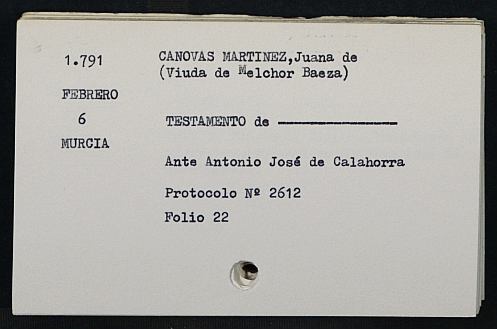 1.791
CANOVAS MARTINEZ,Juana de
(Viuda de Melchor Baeza)
FEBRERO
6
TESTAMENTO de ——————
MURCIA
Ante Antonio José de Calahorra
Protocolo Nº 2612
Folio 22